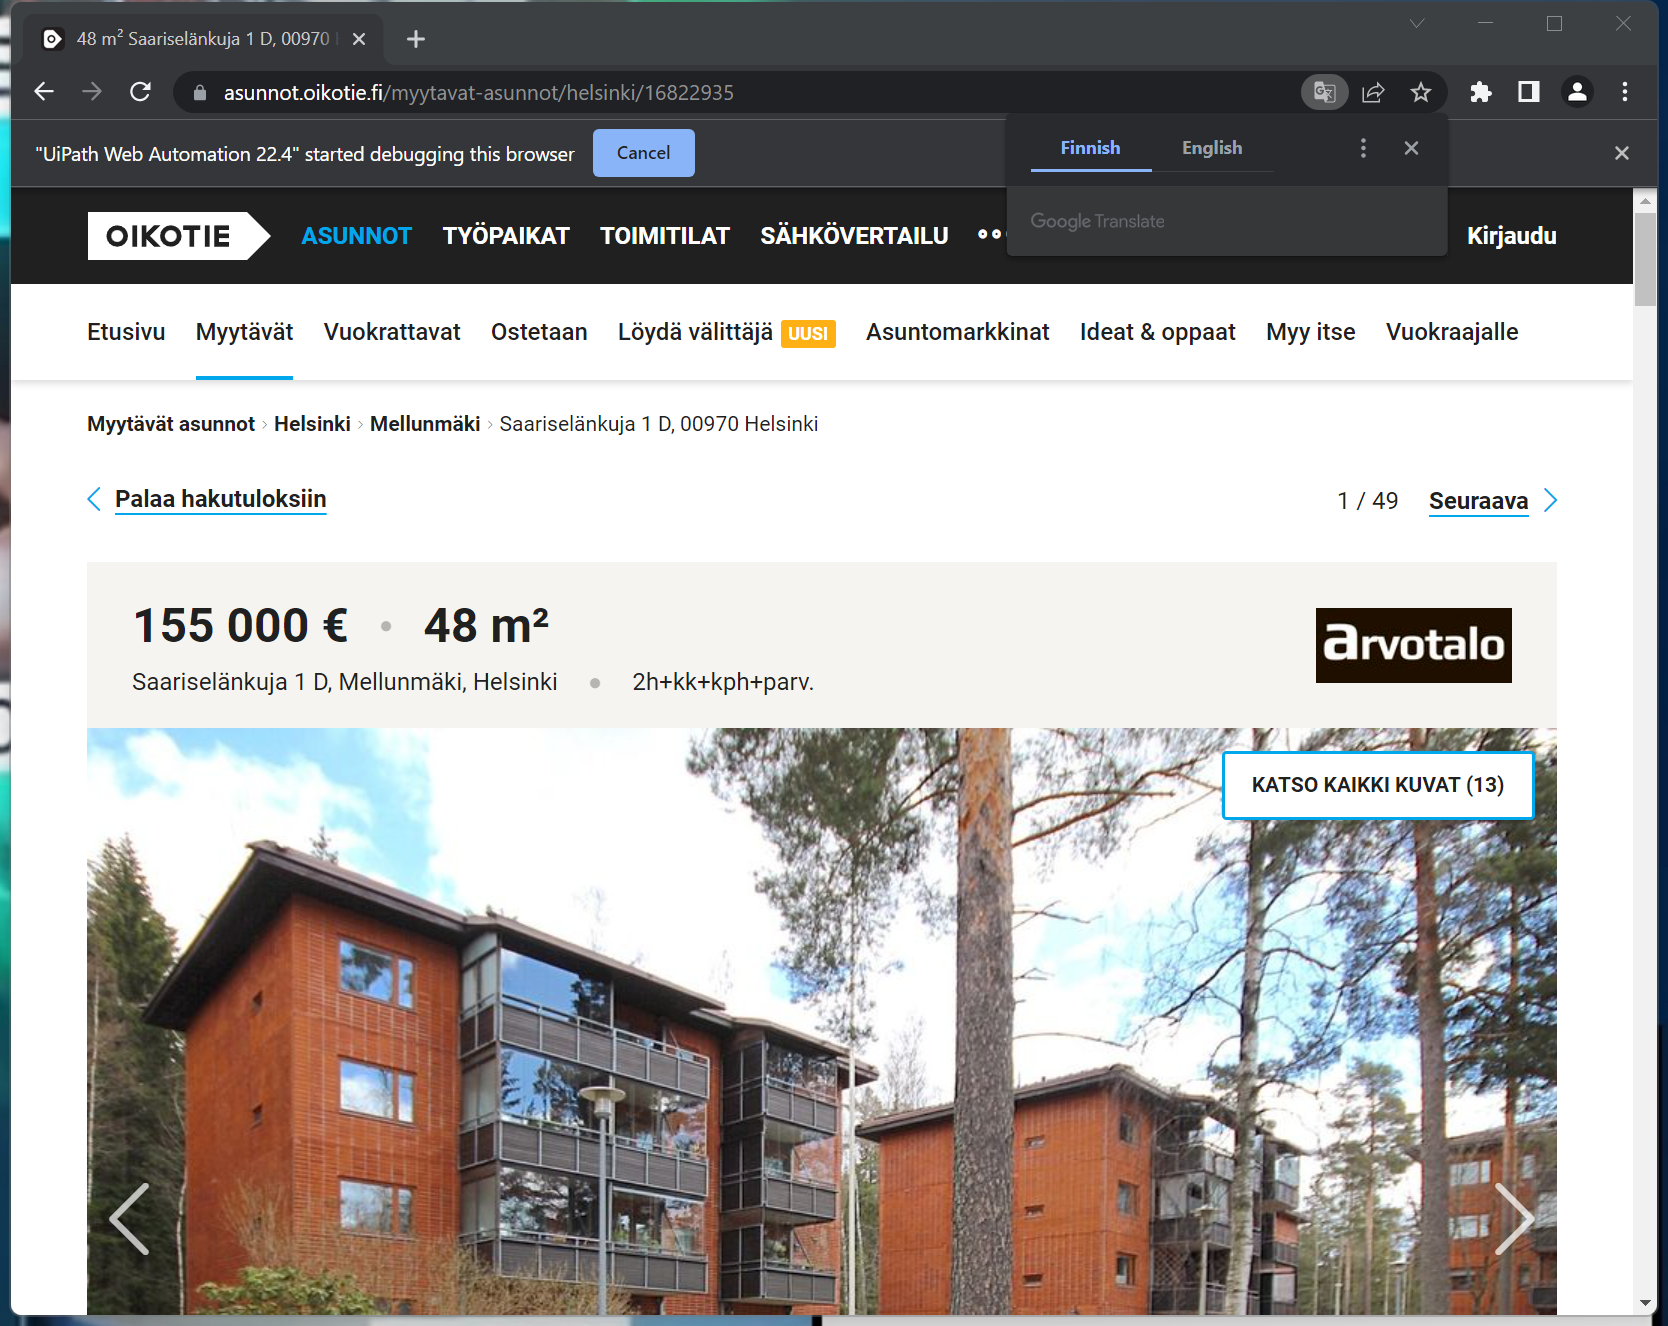 48 m² Saariselänkuja 1 D, 00970
asunnot.oikotie.fi/myytavat-asunnot/helsinki/16822935
"UiPath Web Automation 22.4" started debugging this browser Cancel
Finnish English
Google Translate
OIKOTIE ASUNNOT TYÖPAIKAT TOIMITILAT SÄHKÖVERTAILU Kirjaudu
Etusivu Myytävät Vuokrattavat Ostetaan Löydä välittäjä UUSI Asuntomarkkinat Ideat & oppaat Myy itse Vuokraajalle
Myytävät asunnot › Helsinki › Mellunmäki › Saariselänkuja 1 D, 00970 Helsinki
Palaa hakutuloksiin 1 / 49 Seuraava
155 000 € • 48 m²
arvotalo
Saariselänkuja 1 D, Mellunmäki, Helsinki • 2h+kk+kph+parv.
KATSO KAIKKI KUVAT (13)